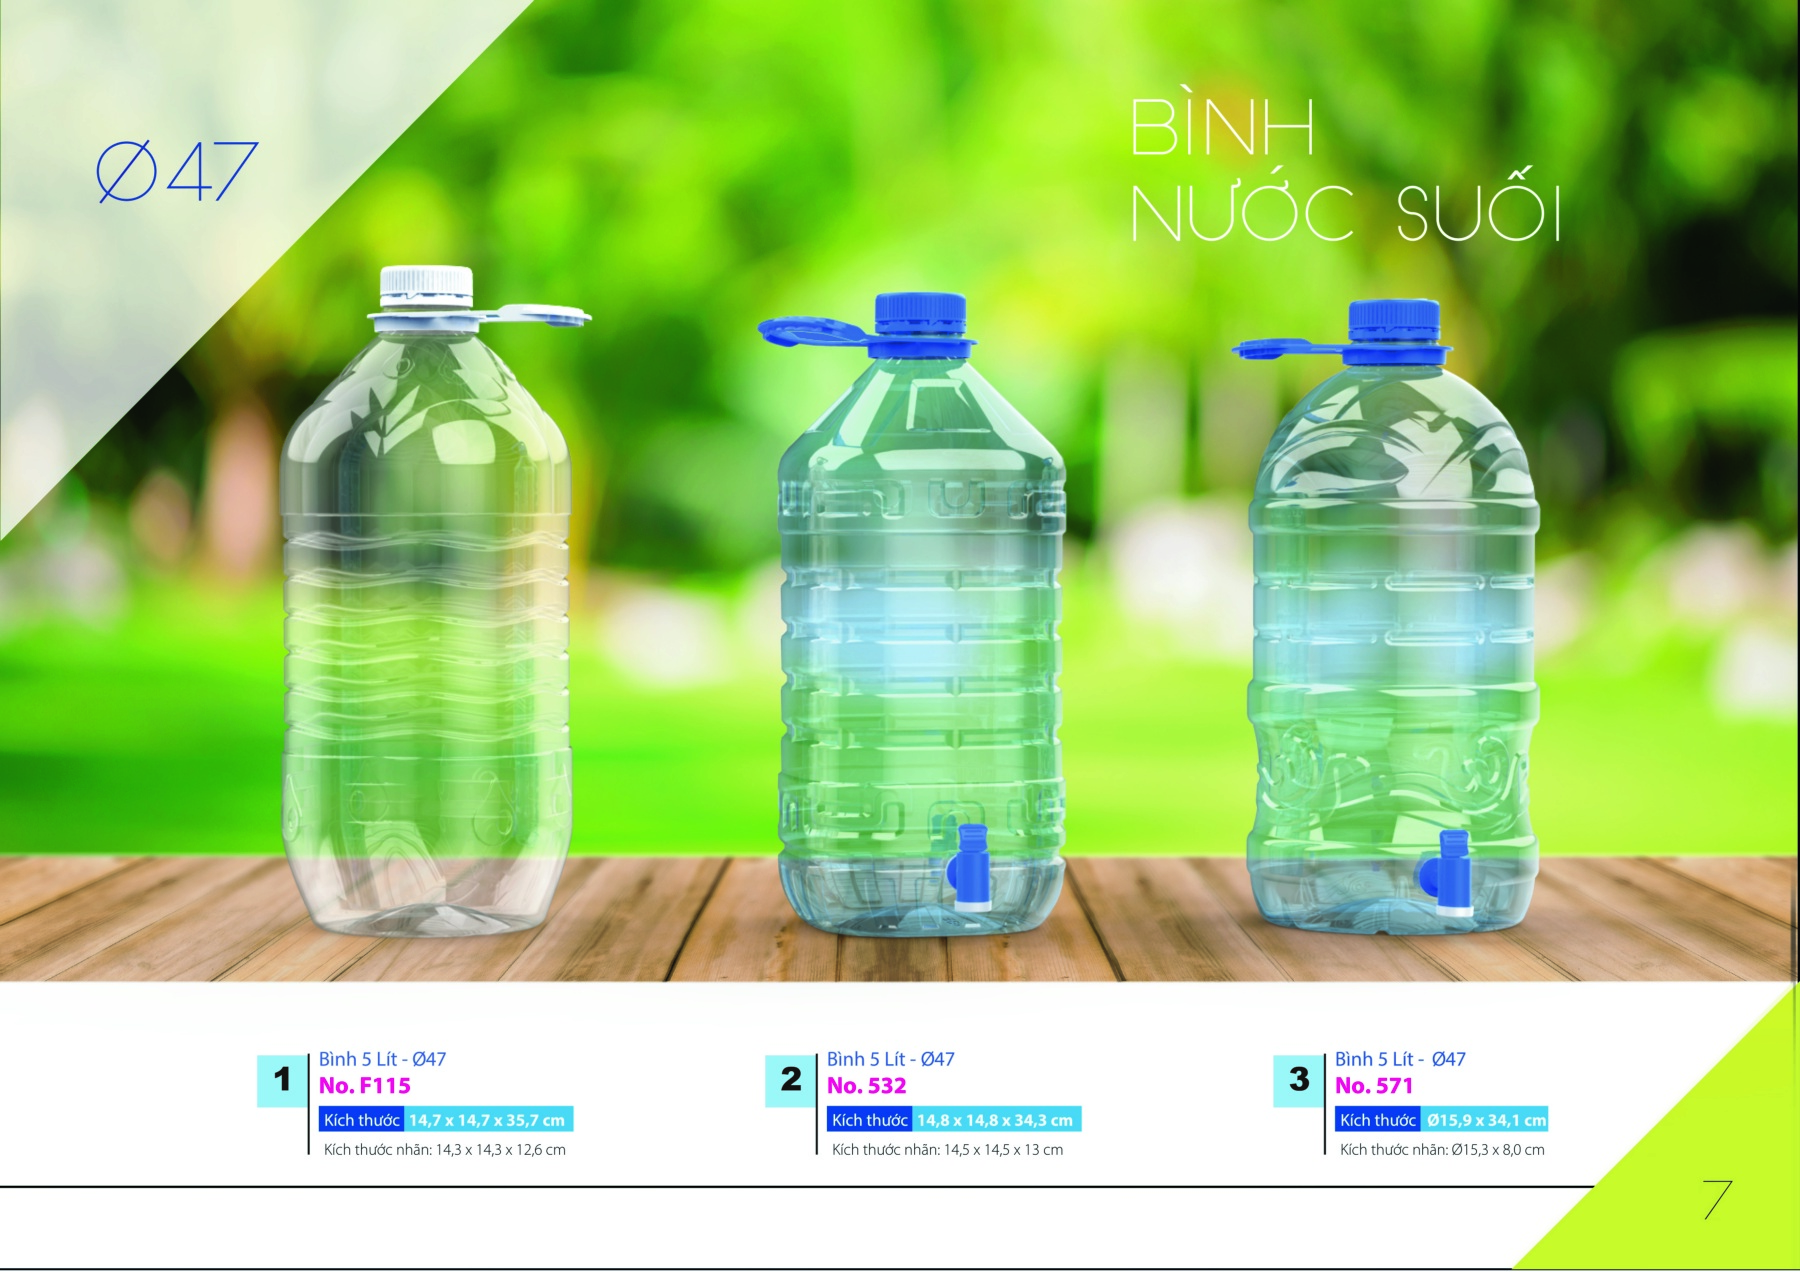 Ø47
BÌNH
NƯỚC SUỐI
1
Bình 5 Lít - Ø47
No. F115
Kích thước 14,7 x 14,7 x 35,7 cm
Kích thước nhãn: 14,3 x 14,3 x 12,6 cm
2
Bình 5 Lít - Ø47
No. 532
Kích thước 14,8 x 14,8 x 34,3 cm
Kích thước nhãn: 14,5 x 14,5 x 13 cm
3
Bình 5 Lít - Ø47
No. 571
Kích thước Ø15,9 x 34,1 cm
Kích thước nhãn: Ø15,3 x 8,0 cm
7